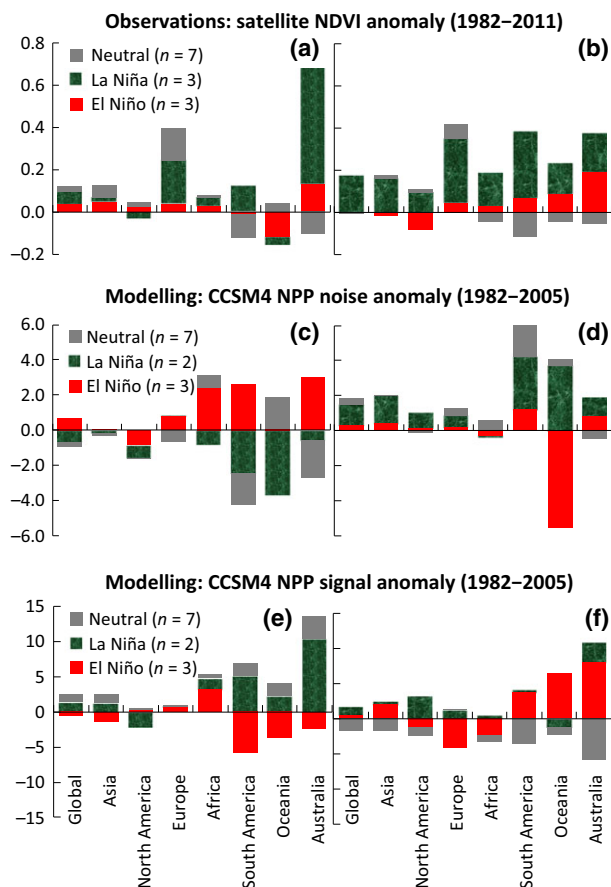 Observations: satellite NDVI anomaly (1982−2011)
(a)
(b)
Neutral (n = 7)
La Niña (n = 3)
El Niño (n = 3)
0.8
0.6
0.4
0.2
0.0
−0.2
Modelling: CCSM4 NPP noise anomaly (1982−2005)
(c)
(d)
Neutral (n = 7)
La Niña (n = 2)
El Niño (n = 3)
6.0
4.0
2.0
0.0
−2.0
−4.0
−6.0
Modelling: CCSM4 NPP signal anomaly (1982−2005)
(e)
(f)
Neutral (n = 7)
La Niña (n = 2)
El Niño (n = 3)
15
10
5
0
−5
−10
−15
Global
Asia
North America
Europe
Africa
South America
Oceania
Australia
Global
Asia
North America
Europe
Africa
South America
Oceania
Australia